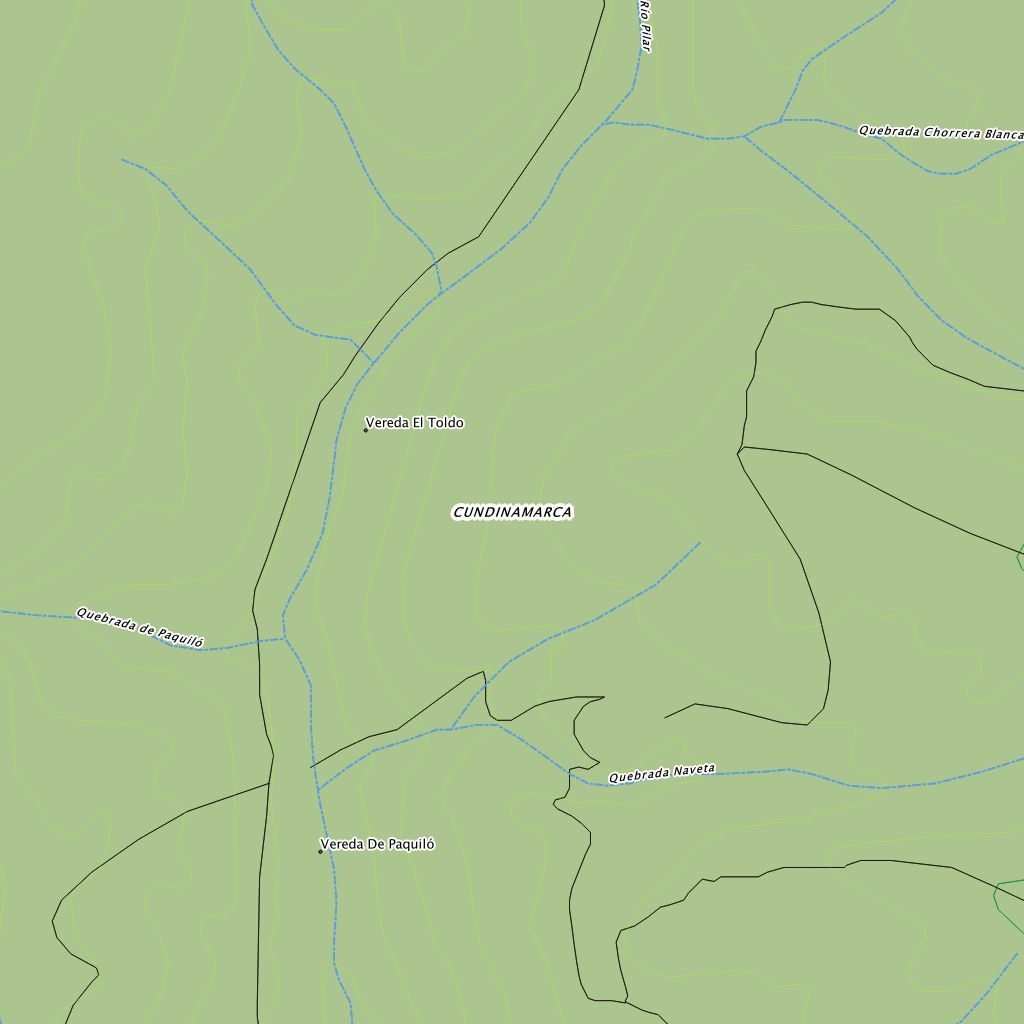 Río Pilar
Quebrada Chorrera Blanca
Vereda El Toldo
CUNDINAMARCA
Quebrada de Paquiló
Quebrada Naveta
Vereda De Paquiló